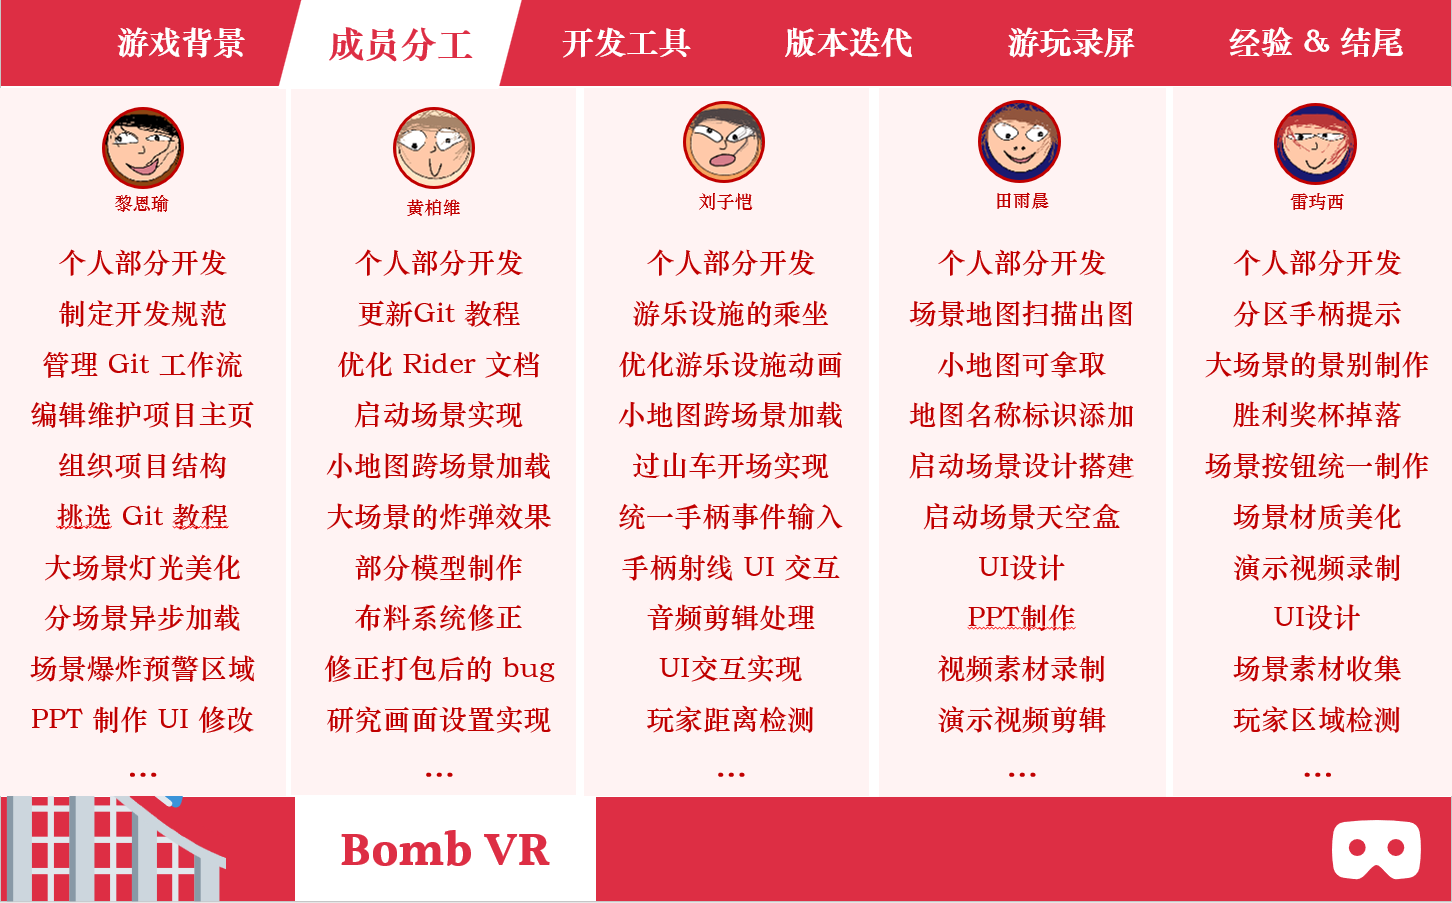 游戏背景
成员分工
开发工具
版本迭代
游玩录屏
经验 & 结尾
黎恩瑜
个人部分开发
制定开发规范
管理 Git 工作流
编辑维护项目主页
组织项目结构
挑选 Git 教程
大场景灯光美化
分场景异步加载
场景爆炸预警区域
PPT 制作 UI 修改
...
黄柏维
个人部分开发
更新Git 教程
优化 Rider 文档
启动场景实现
小地图跨场景加载
大场景的炸弹效果
部分模型制作
布料系统修正
修正打包后的 bug
研究画面设置实现
...
刘子恺
个人部分开发
游乐设施的乘坐
优化游乐设施动画
小地图跨场景加载
过山车开场实现
统一手柄事件输入
手柄射线 UI 交互
音频剪辑处理
UI交互实现
玩家距离检测
...
田雨晨
个人部分开发
场景地图扫描出图
小地图可拿取
地图名称标识添加
启动场景设计搭建
启动场景天空盒
UI设计
PPT制作
视频素材录制
演示视频剪辑
...
雷玙西
个人部分开发
分区手柄提示
大场景的景别制作
胜利奖杯掉落
场景按钮统一制作
场景材质美化
演示视频录制
UI设计
场景素材收集
玩家区域检测
...
Bomb VR